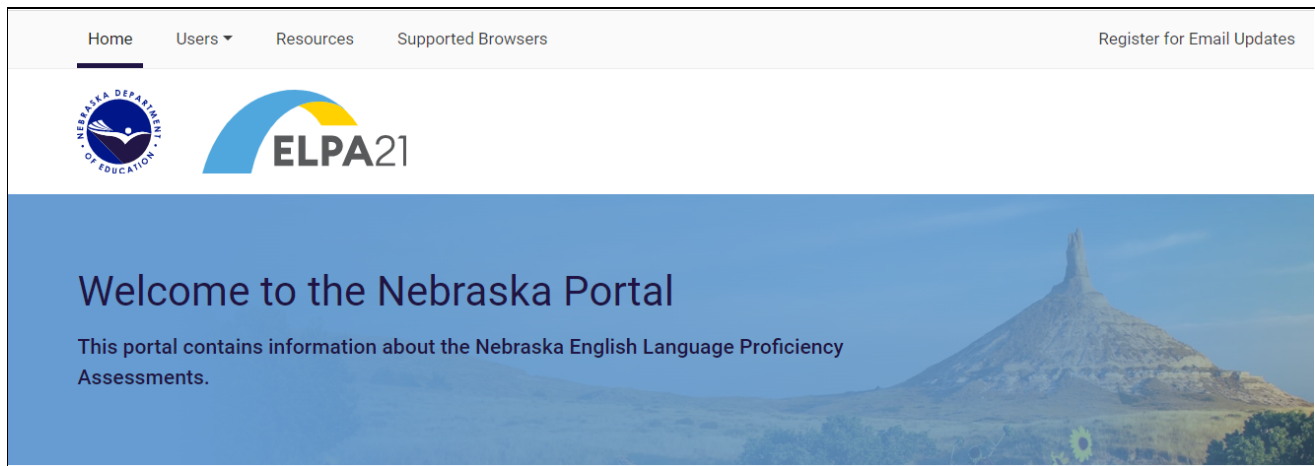 Home Users Resources Supported Browsers Register for Email Updates
NEBRASKA DEPARTMENT
OF EDUCATION
ELPA21
Welcome to the Nebraska Portal
This portal contains information about the Nebraska English Language Proficiency
Assessments.